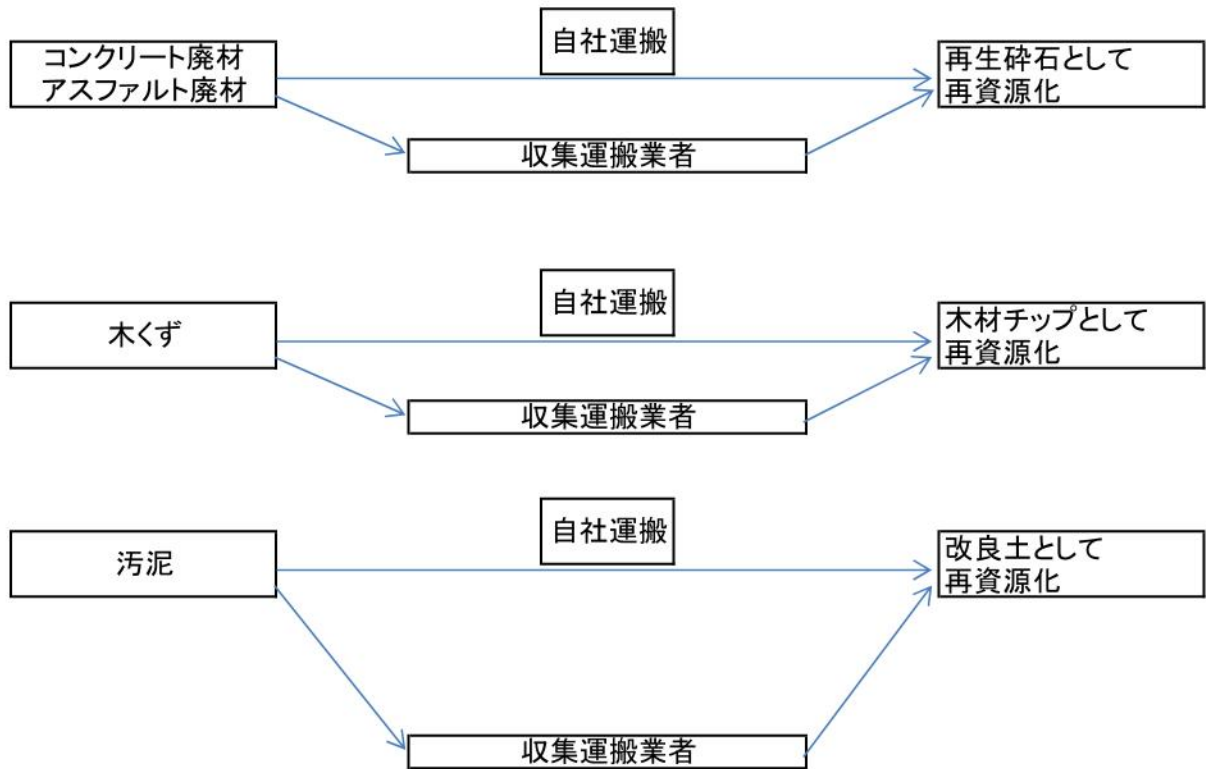 自社運搬
コンクリート廃材
アスファルト廃材
再生砕石として
再資源化
収集運搬業者
自社運搬
木くず
木材チップとして
再資源化
収集運搬業者
自社運搬
汚泥
改良土として
再資源化
収集運搬業者